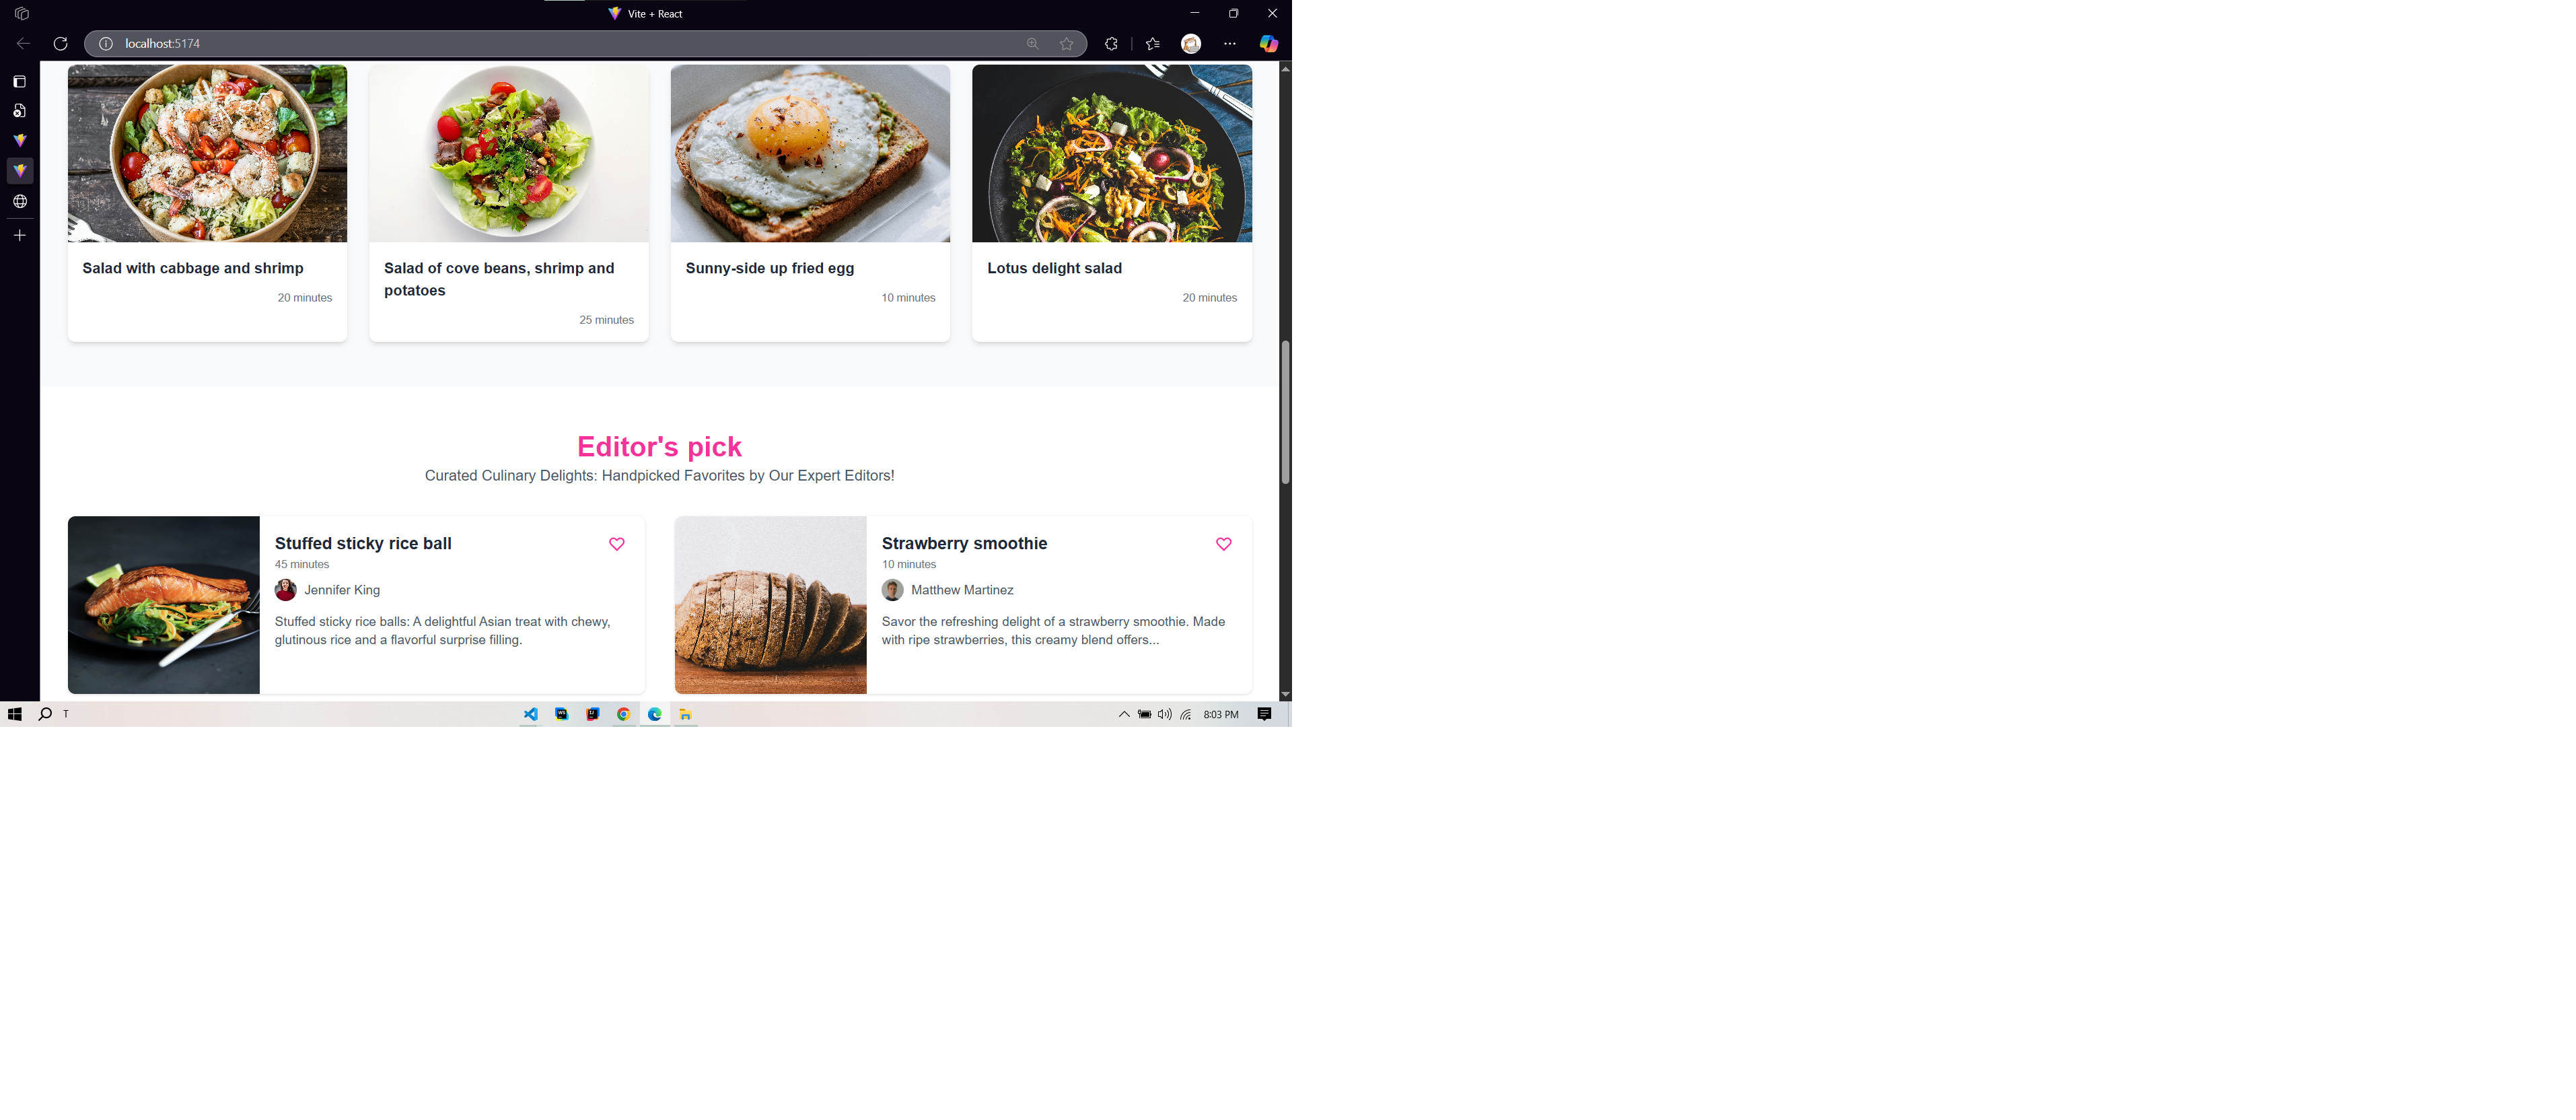 Vite + React
localhost:5174
Salad with cabbage and shrimp
20 minutes
Salad of cove beans, shrimp and
potatoes
25 minutes
Sunny-side up fried egg
10 minutes
Lotus delight salad
20 minutes
Editor's pick
Curated Culinary Delights: Handpicked Favorites by Our Expert Editors!
Stuffed sticky rice ball
45 minutes
Jennifer King
Stuffed sticky rice balls: A delightful Asian treat with chewy,
glutinous rice and a flavorful surprise filling.
Strawberry smoothie
10 minutes
Matthew Martinez
Savor the refreshing delight of a strawberry smoothie. Made
with ripe strawberries, this creamy blend offers...
T
8:03 PM